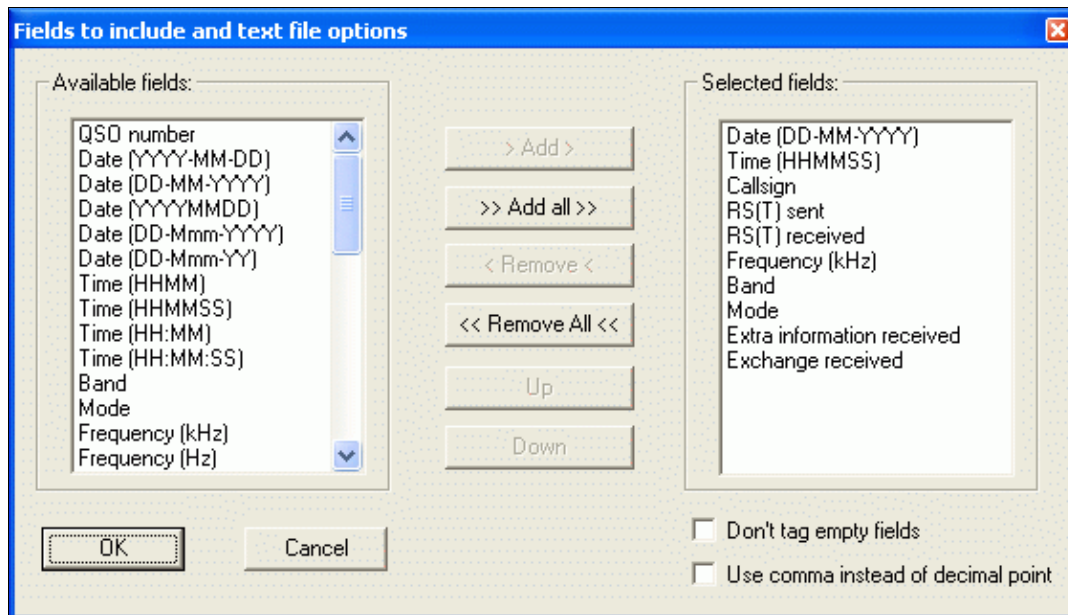 Fields to include and text file options
Available fields:
QSO number
Date (YYYY-MM-DD)
Date (DD-MM-YYYY)
Date (YYYYMMDD)
Date (DD-Mmm-YYYY)
Date (DD-Mmm-YY)
Time (HHMM)
Time (HHMMSS)
Time (HH:MM)
Time (HH:MM:SS)
Band
Mode
Frequency (kHz)
Frequency (Hz)
> Add >
>> Add all >>
< Remove <
<< Remove All <<
Up
Down
Selected fields:
Date (DD-MM-YYYY)
Time (HHMMSS)
Callsign
RS(T) sent
RS(T) received
Frequency (kHz)
Band
Mode
Extra information received
Exchange received
OK
Cancel
Don't tag empty fields
Use comma instead of decimal point